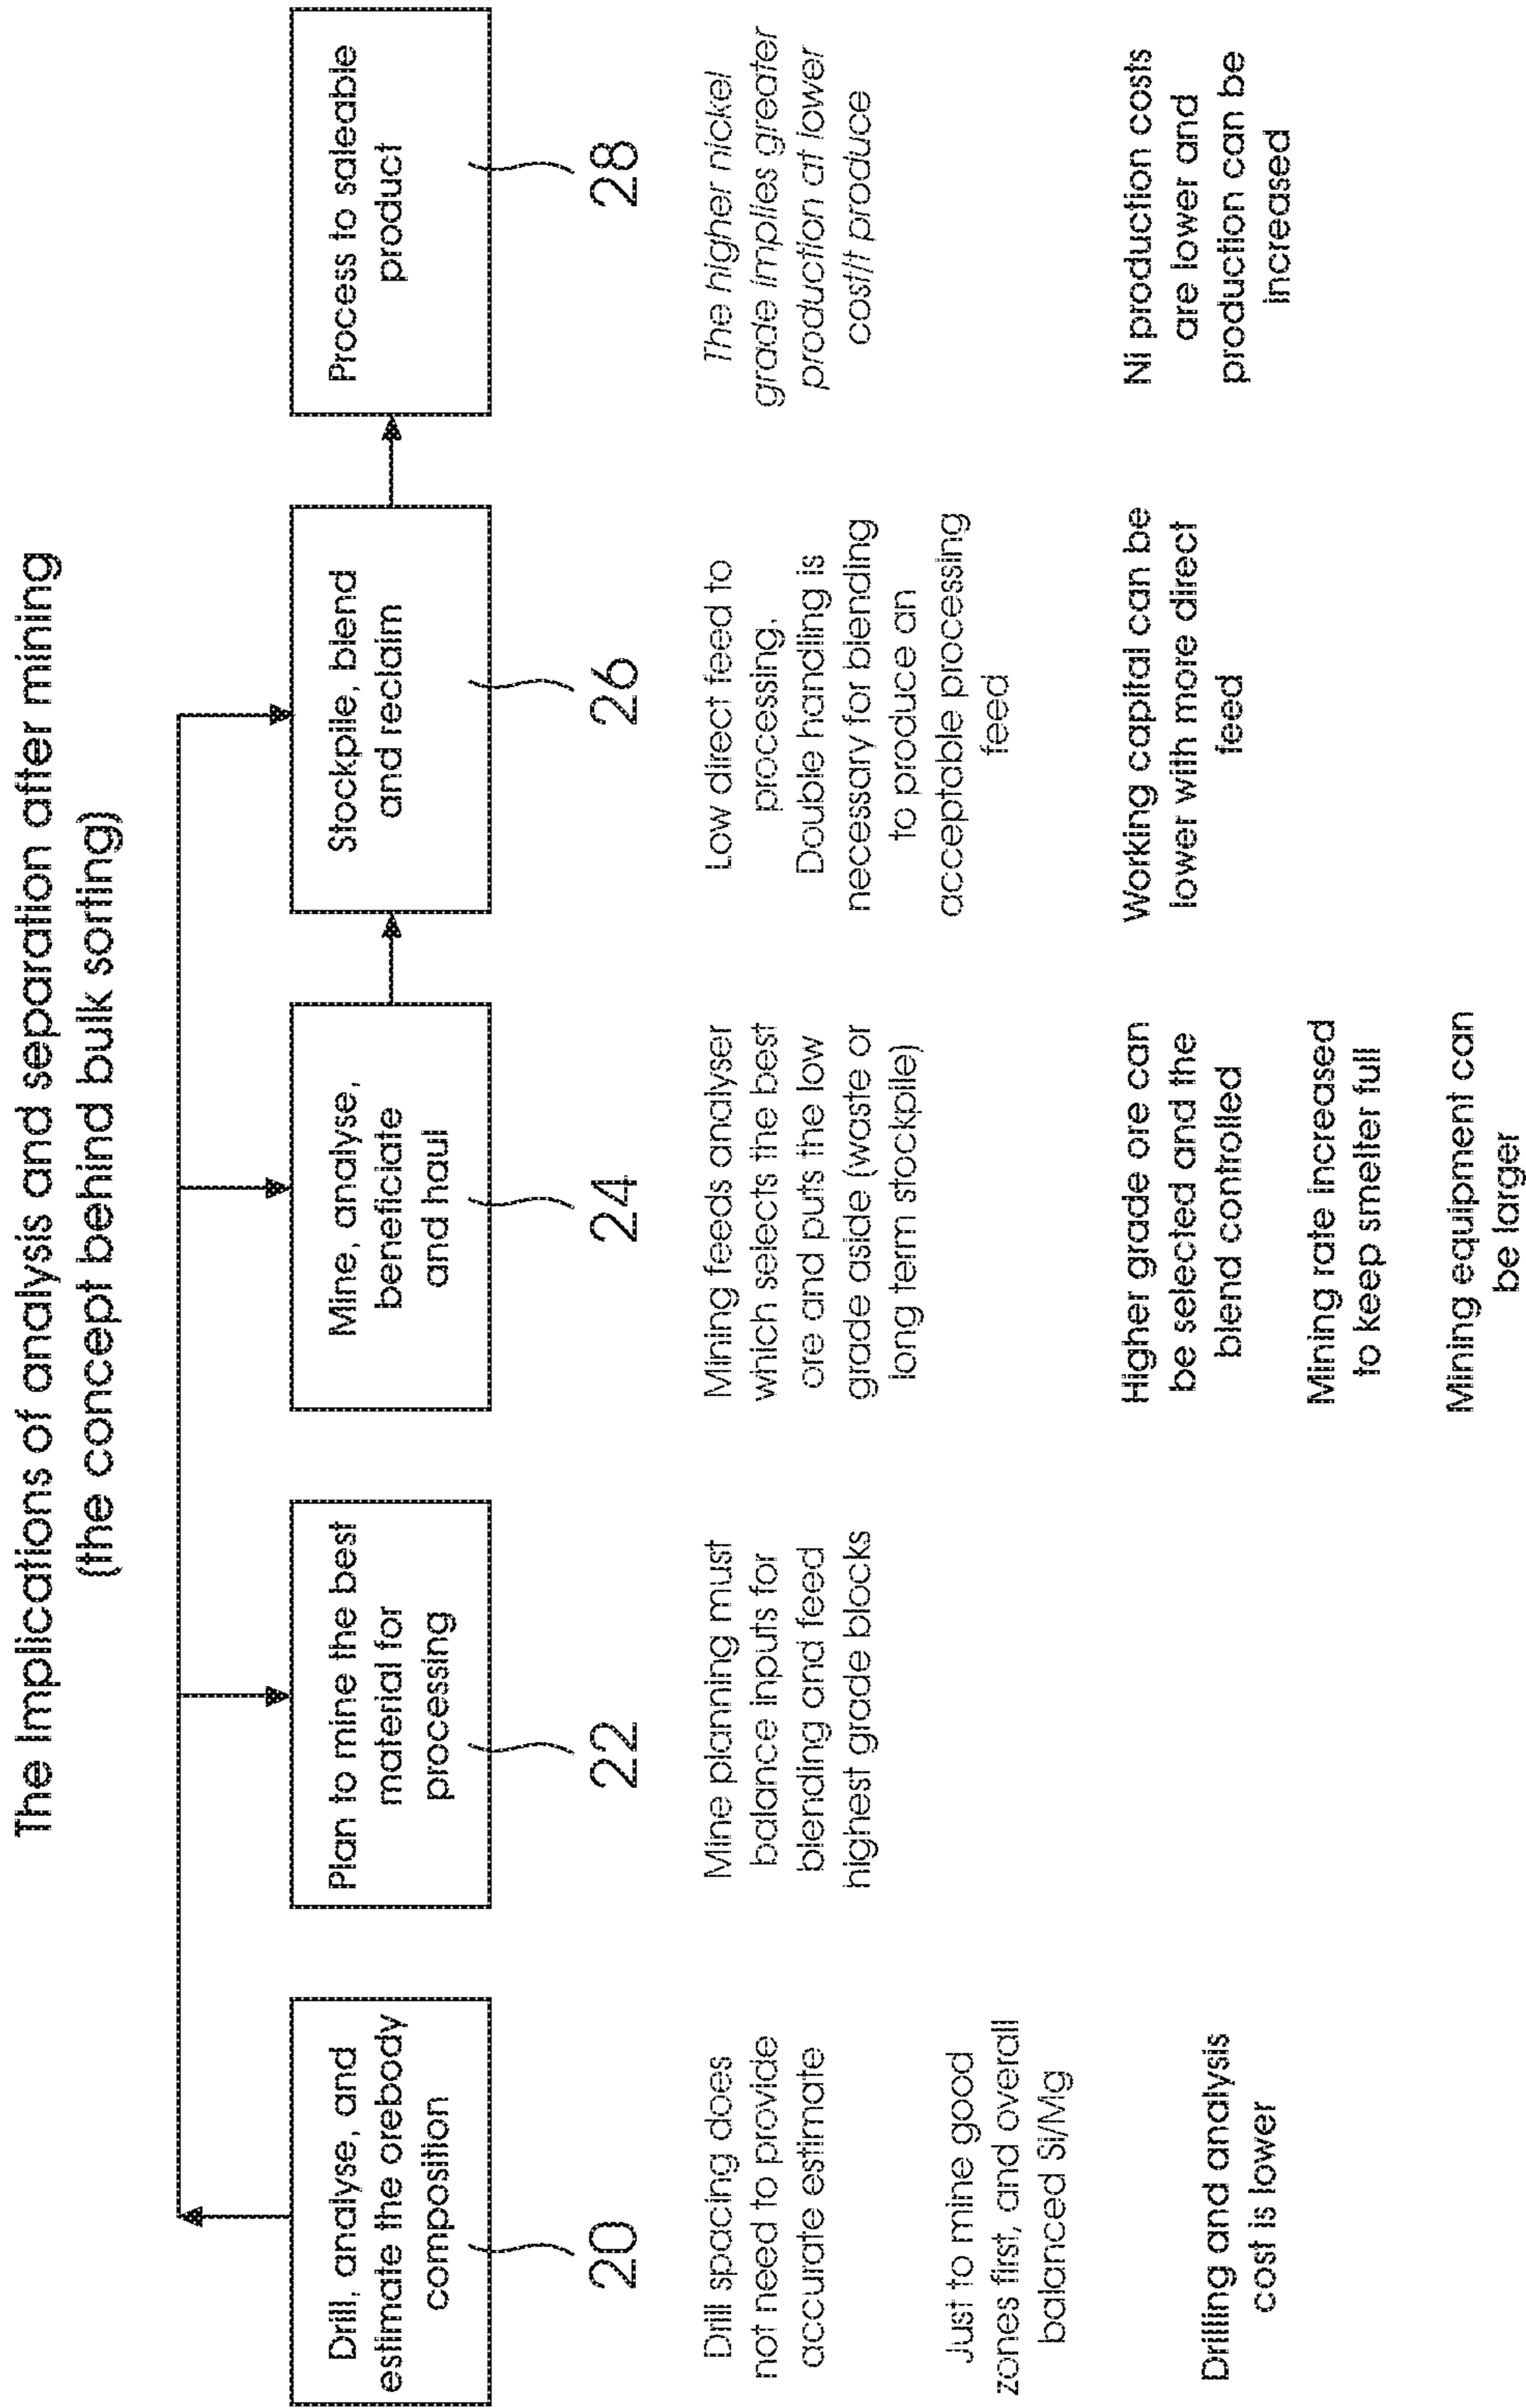 The Implications of analysis and separation after mining
(the concept behind bulk sorting)
Drill, analyse, and
estimate the orebody
composition
20
Drill spacing does
not need to provide
accurate estimate
Just to mine good
zones first, and overall
balanced Si/Mg
Drilling and analysis
cost is lower
Plan to mine the best
material for
processing
22
Mine planning must
balance inputs for
blending and feed
highest grade blocks
Mine, analyse,
beneficiate
and haul
24
Mining feeds analyser
which selects the best
ore and puts the low
grade aside (waste or
long term stockpile)
Higher grade ore can
be selected and the
blend controlled
Mining rate increased
to keep smelter full
Mining equipment can
be larger
Stockpile, blend
and reclaim
26
Low direct feed to
processing.
Double handling is
necessary for blending
to produce an
acceptable processing
feed
Working capital can be
lower with more direct
feed
Process to saleable
product
28
The higher nickel
grade implies greater
production at lower
cost/t produce
Ni production costs
are lower and
production can be
increased